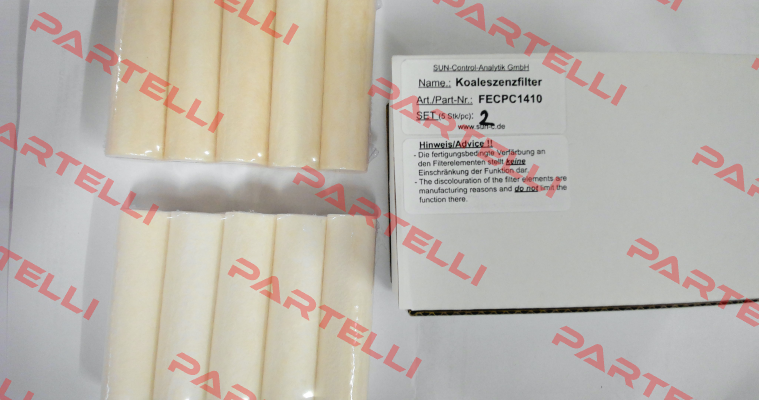 SUN-Control-Analytik GmbH
Name.: Koaleszenzfilter
Art./Part-Nr.: FECPC1410
SET (5 Stk/pc): 2
www.sun-c.de
Hinweis/Advice !!
- Die fertigungsbedingte Verfärbung an
den Filterelementen stellt keine
Einschränkung der Funktion dar.
- The discolouration of the filter elements are
manufacturing reasons and do not limit the
function there.
PARTELLI
PARTELLI
PARTELLI
PARTELLI
PARTELLI
PARTELLI
PARTELLI
PARTELLI
PARTELLI